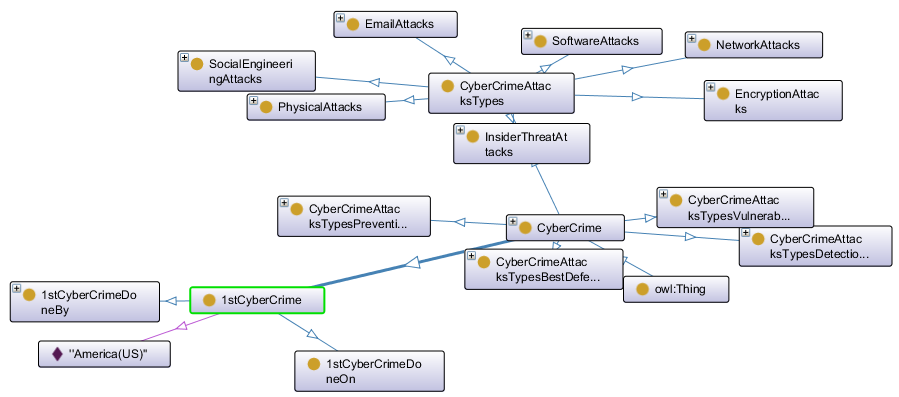 EmailAttacks
SoftwareAttacks
NetworkAttacks
SocialEngineeri
ngAttacks
CyberCrimeAttac
ksTypes
EncryptionAttac
ks
PhysicalAttacks
InsiderThreatAt
tacks
CyberCrimeAttac
ksTypesPreventi...
CyberCrime
CyberCrimeAttac
ksTypesVulnerab...
CyberCrimeAttac
ksTypesDetectio...
CyberCrimeAttac
ksTypesBestDefe...
owl:Thing
1stCyberCrimeDo
neBy
1stCyberCrime
"America(US)"
1stCyberCrimeDo
neOn